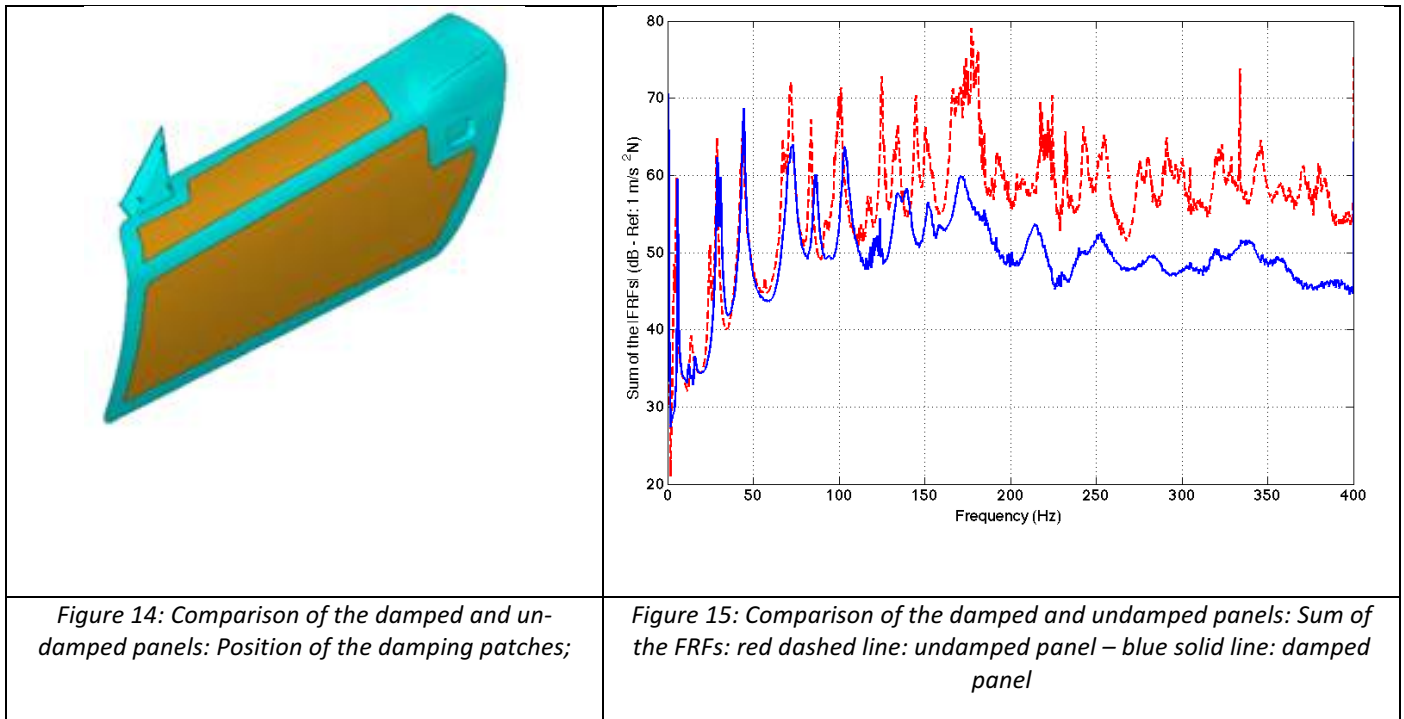 80
70
60
50
40
30
20
Sum of the |FRFs| (dB - Ref: 1 m/s ²N)
0 50 100 150 200 250 300 350 400
Frequency (Hz)
Figure 14: Comparison of the damped and un-
damped panels: Position of the damping patches;
Figure 15: Comparison of the damped and undamped panels: Sum of
the FRFs: red dashed line: undamped panel – blue solid line: damped
panel